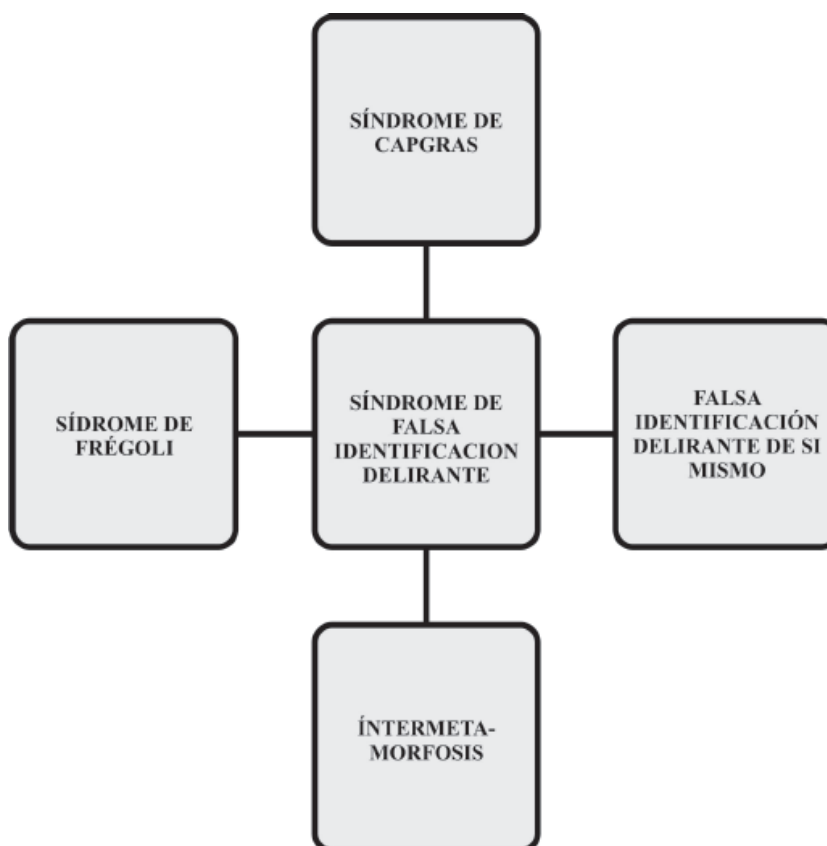 SÍNDROME DE
CAPGRAS
SÍDROME DE
FRÉGOLI
SÍNDROME DE
FALSA
IDENTIFICACION
DELIRANTE
FALSA
IDENTIFICACIÓN
DELIRANTE DE SI
MISMO
ÍNTERMETA-
MORFOSIS